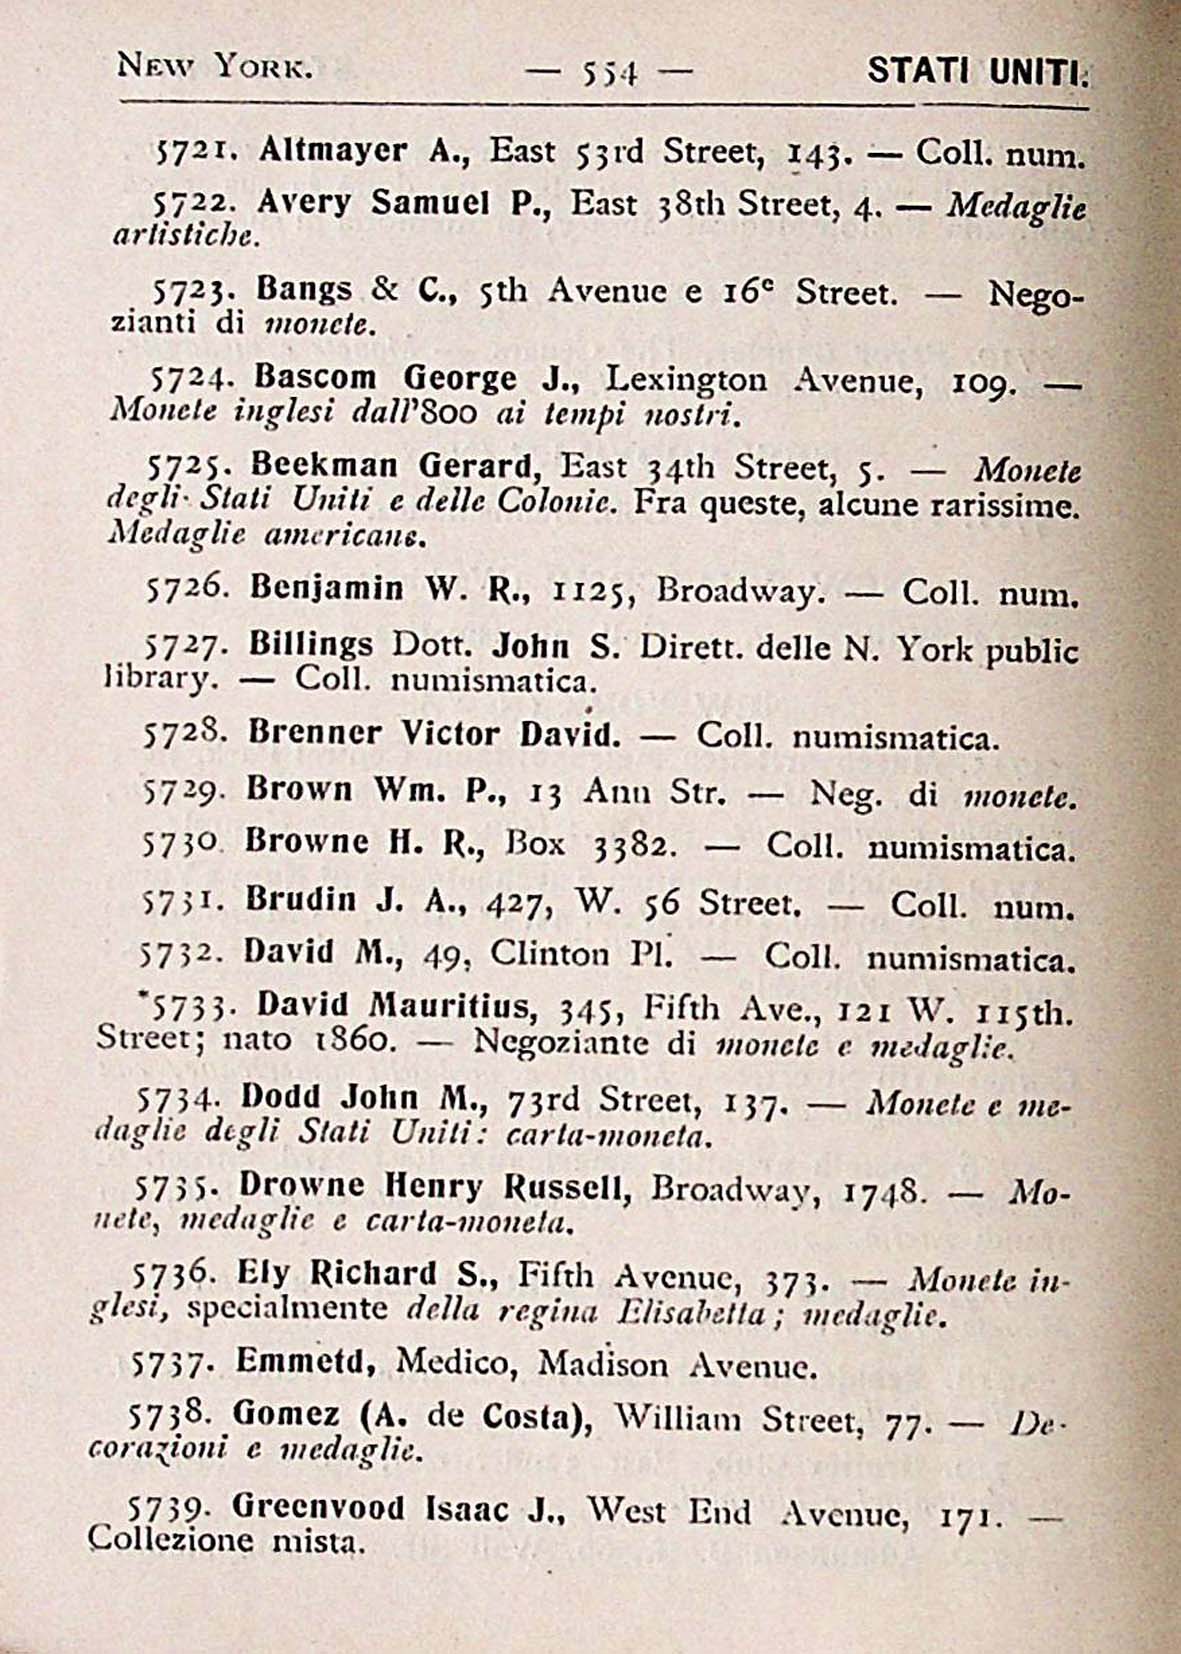 NEW YORK. — 554 — STATI UNITI.
5721. Altmayer A., East 53rd Street, 143. — Coll. num.
5722. Avery Samuel P., East 38th Street, 4. — Medaglie
artistiche.
5723. Bangs & C., 5th Avenue e 16e Street. — Nego-
zianti di monete.
5724. Bascom George J., Lexington Avenue, 109. —
Monete inglesi dall'800 ai tempi nostri.
5725. Beekman Gerard, East 34th Street, 5. — Monete
degli Stati Uniti e delle Colonie. Fra queste, alcune rarissime.
Medaglie americane.
5726. Benjamin W. R., 1125, Broadway. — Coll. num.
5727. Billings Dott. John S. Dirett. delle N. York public
library. — Coll. numismatica.
5728. Brenner Victor David. — Coll. numismatica.
5729. Brown Wm. P., 13 Ann Str. — Neg. di monete.
5730. Browne H. R., Box 3382. — Coll. numismatica.
5731. Brudin J. A., 427, W. 56 Street. — Coll. num.
5732. David M., 49, Clinton Pl. — Coll. numismatica.
*5733. David Mauritius, 345, Fifth Ave., 121 W. 115th.
Street; nato 1860. — Negoziante di monete e medaglie.
5734. Dodd John M., 73rd Street, 137. — Monete e me-
daglie degli Stati Uniti: carta-moneta.
5735. Drowne Henry Russell, Broadway, 1748. — Mo-
nete, medaglie e carta-moneta.
5736. Ely Richard S., Fifth Avenue, 373. — Monete in-
glesi, specialmente della regina Elisabetta; medaglie.
5737. Emmetd, Medico, Madison Avenue.
5738. Gomez (A. de Costa), William Street, 77. — De-
corazioni e medaglie.
5739. Greenvood Isaac J., West End Avenue, 171. —
Collezione mista.